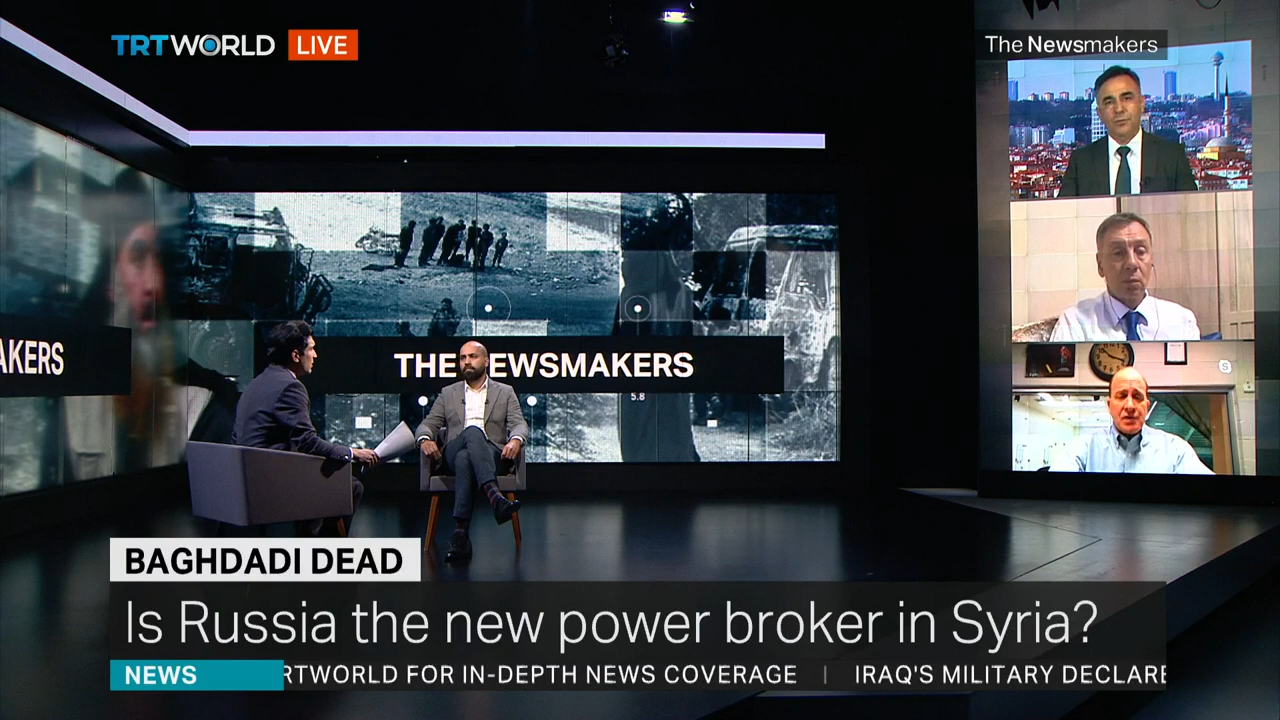 TRTWORLD LIVE
The Newsmakers
AKERS
THE NEWSMAKERS
5.8
S
BAGHDADI DEAD
Is Russia the new power broker in Syria?
NEWS RTWORLD FOR IN-DEPTH NEWS COVERAGE | IRAQ'S MILITARY DECLARE